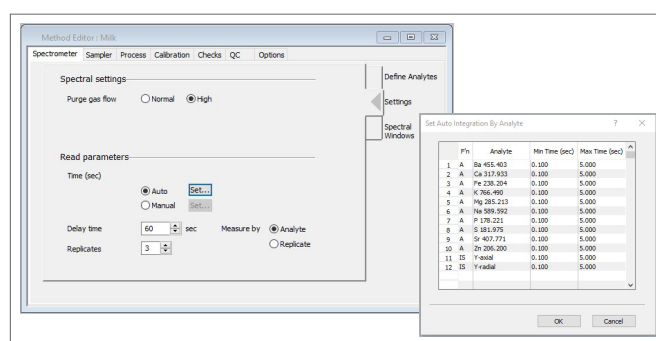 Method Editor : Milk
Spectrometer Sampler Process Calibration Checks QC Options
Spectral settings
Purge gas flow Normal High
Define Analytes
Settings
Spectral
Windows
Read parameters
Time (sec)
Auto Set...
Manual Set...
Delay time 60 sec Measure by Analyte
Replicate
Replicates 3
Set Auto Integration By Analyte ?
F'n Analyte Min Time (sec) Max Time (sec)
1 A Ba 455.403 0.100 5.000
2 A Ca 317.933 0.100 5.000
3 A Fe 238.204 0.100 5.000
4 A K 766.490 0.100 5.000
5 A Mg 285.213 0.100 5.000
6 A Na 589.592 0.100 5.000
7 A P 178.221 0.100 5.000
8 A S 181.975 0.100 5.000
9 A Sr 407.771 0.100 5.000
10 A Zn 206.200 0.100 5.000
11 IS Y-axial 0.100 5.000
12 IS Y-radial 0.100 5.000
OK Cancel